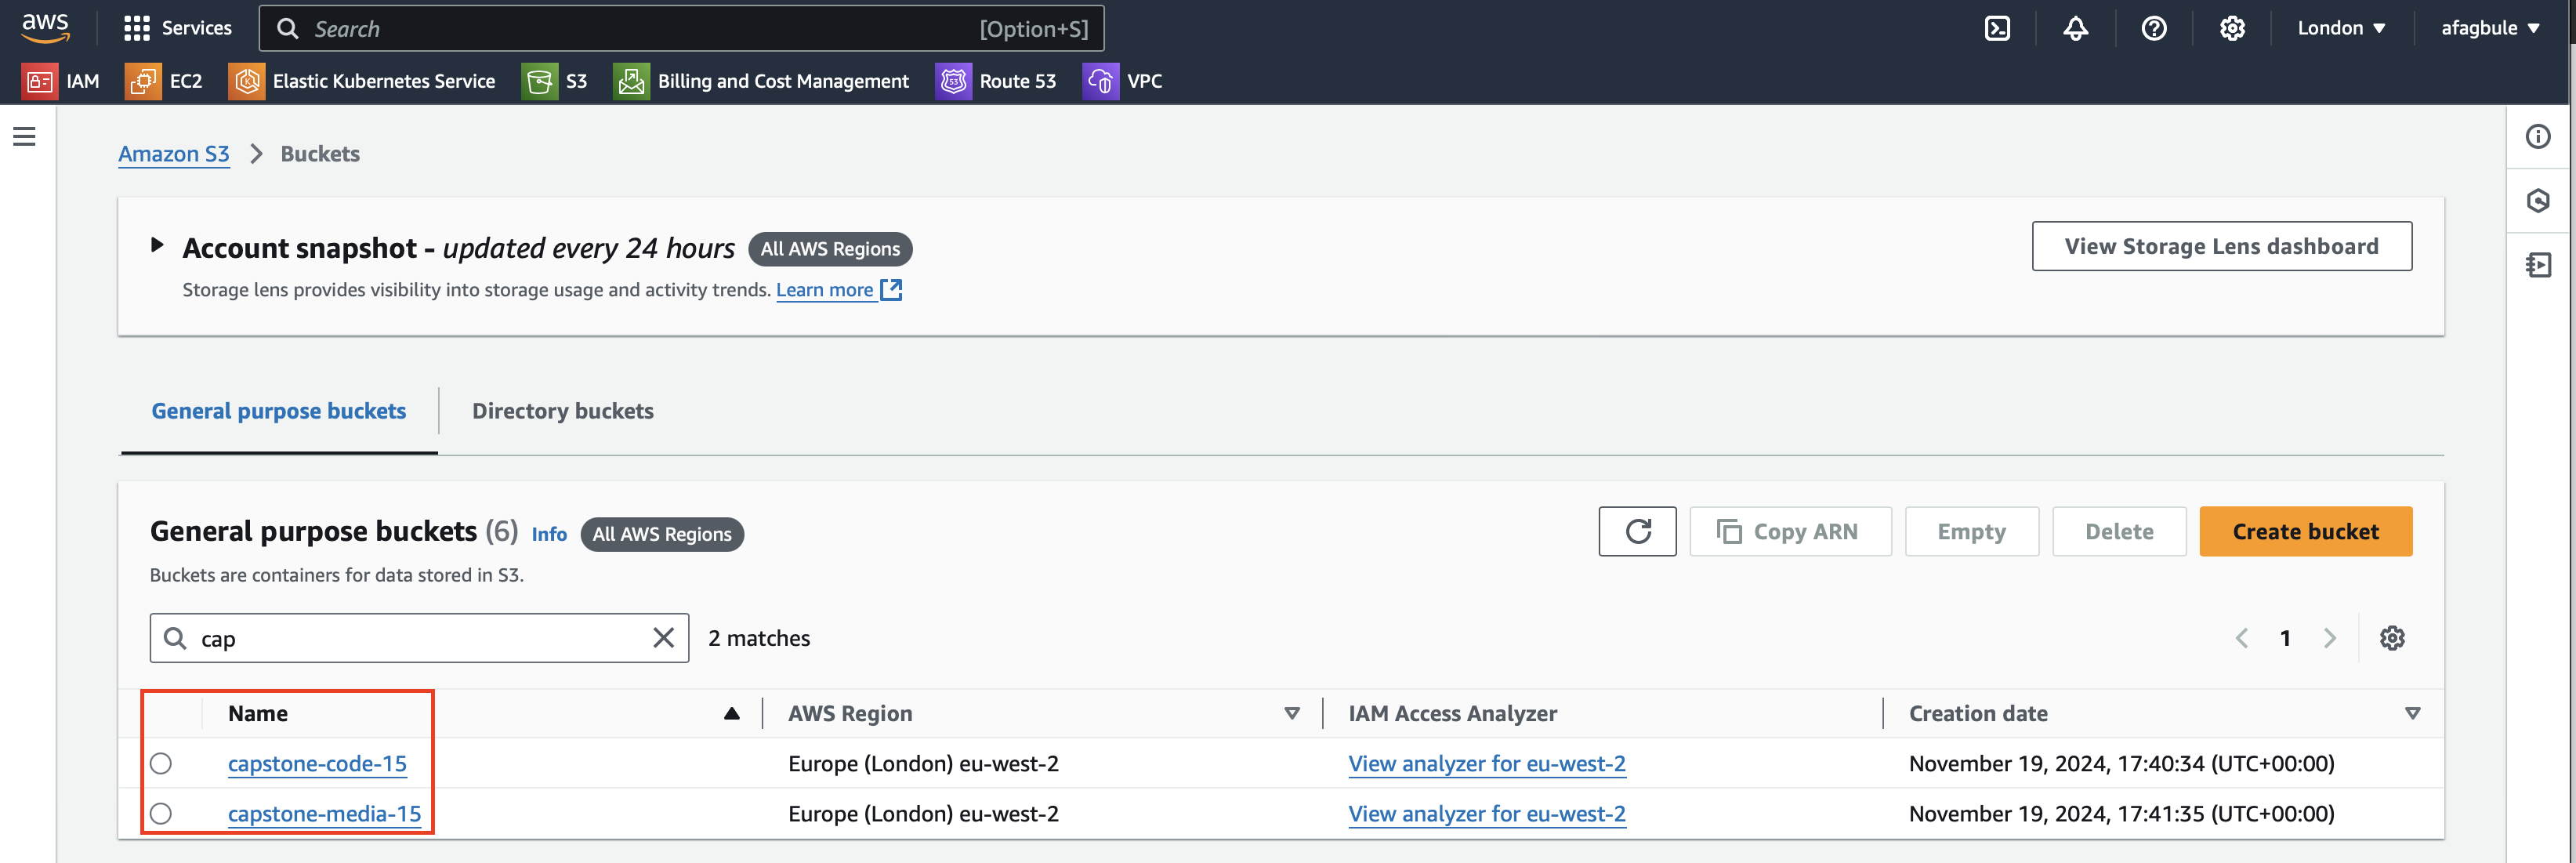 aws Services Search [Option+S] London afagbule
IAM EC2 Elastic Kubernetes Service S3 Billing and Cost Management Route 53 VPC
Amazon S3 Buckets
Account snapshot - updated every 24 hours All AWS Regions View Storage Lens dashboard
Storage lens provides visibility into storage usage and activity trends. Learn more
General purpose buckets Directory buckets
General purpose buckets (6) Info All AWS Regions Copy ARN Empty Delete Create bucket
Buckets are containers for data stored in S3.
cap 2 matches 1
Name AWS Region IAM Access Analyzer Creation date
capstone-code-15 Europe (London) eu-west-2 View analyzer for eu-west-2 November 19, 2024, 17:40:34 (UTC+00:00)
capstone-media-15 Europe (London) eu-west-2 View analyzer for eu-west-2 November 19, 2024, 17:41:35 (UTC+00:00)